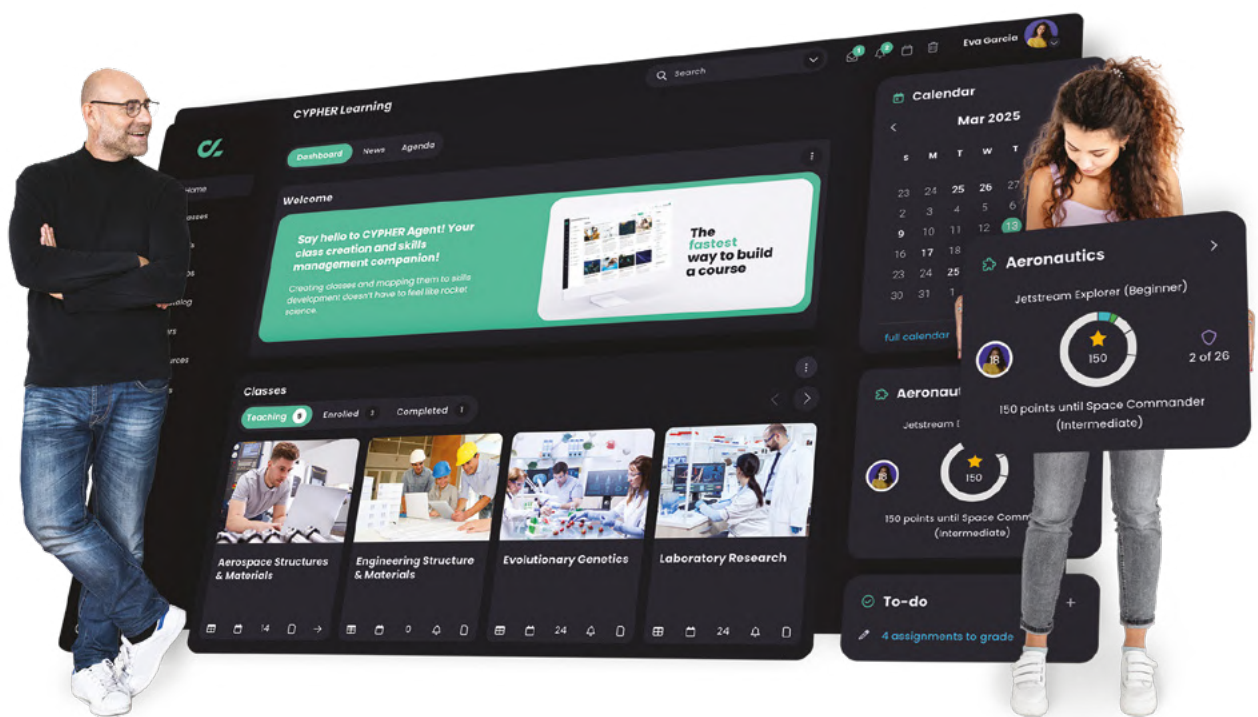 CYPHER Learning
Search
1
2
Eva Garcia
Dashboard
News
Agenda
Home
Welcome
Say hello to CYPHER Agent! Your
class creation and skills
management companion!
Creating classes and mapping them to skills
development doesn't have to feel like rocket
science.
The
fastest
way to build
a course
Calendar
Mar 2025
S M T W T
23 24 25 26 27
2 3 4 5 6
9 10 11 12 13
16 17 18
23 24 25
30 31 1
full calendar
Aeronautics
Jetstream Explorer (Beginner)
18
150
2 of 26
150 points until Space Commander
(Intermediate)
Classes
Teaching
Enrolled
Completed
Aerospace Structures
& Materials
14
Engineering Structure
& Materials
0
Evolutionary Genetics
24
Laboratory Research
24
Jetstream
18
150
150 points until Space Comm
(Intermediate)
To-do
4 assignments to grade